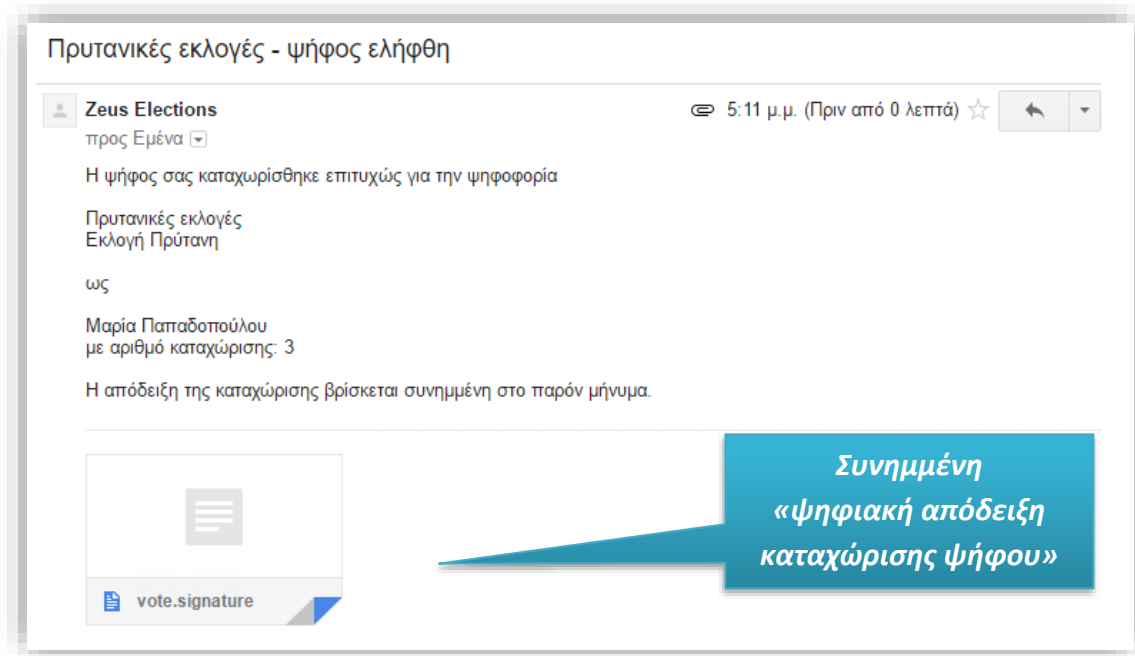 Πρυτανικές εκλογές - ψήφος ελήφθη
Zeus Elections
5:11 μ.μ. (Πριν από 0 λεπτά)
προς Εμένα
Η ψήφος σας καταχωρίσθηκε επιτυχώς για την ψηφοφορία
Πρυτανικές εκλογές
Εκλογή Πρύτανη
ως
Μαρία Παπαδοπούλου
με αριθμό καταχώρισης: 3
Η απόδειξη της καταχώρισης βρίσκεται συνημμένη στο παρόν μήνυμα.
Συνημμένη
«ψηφιακή απόδειξη
καταχώρισης ψήφου»
vote.signature